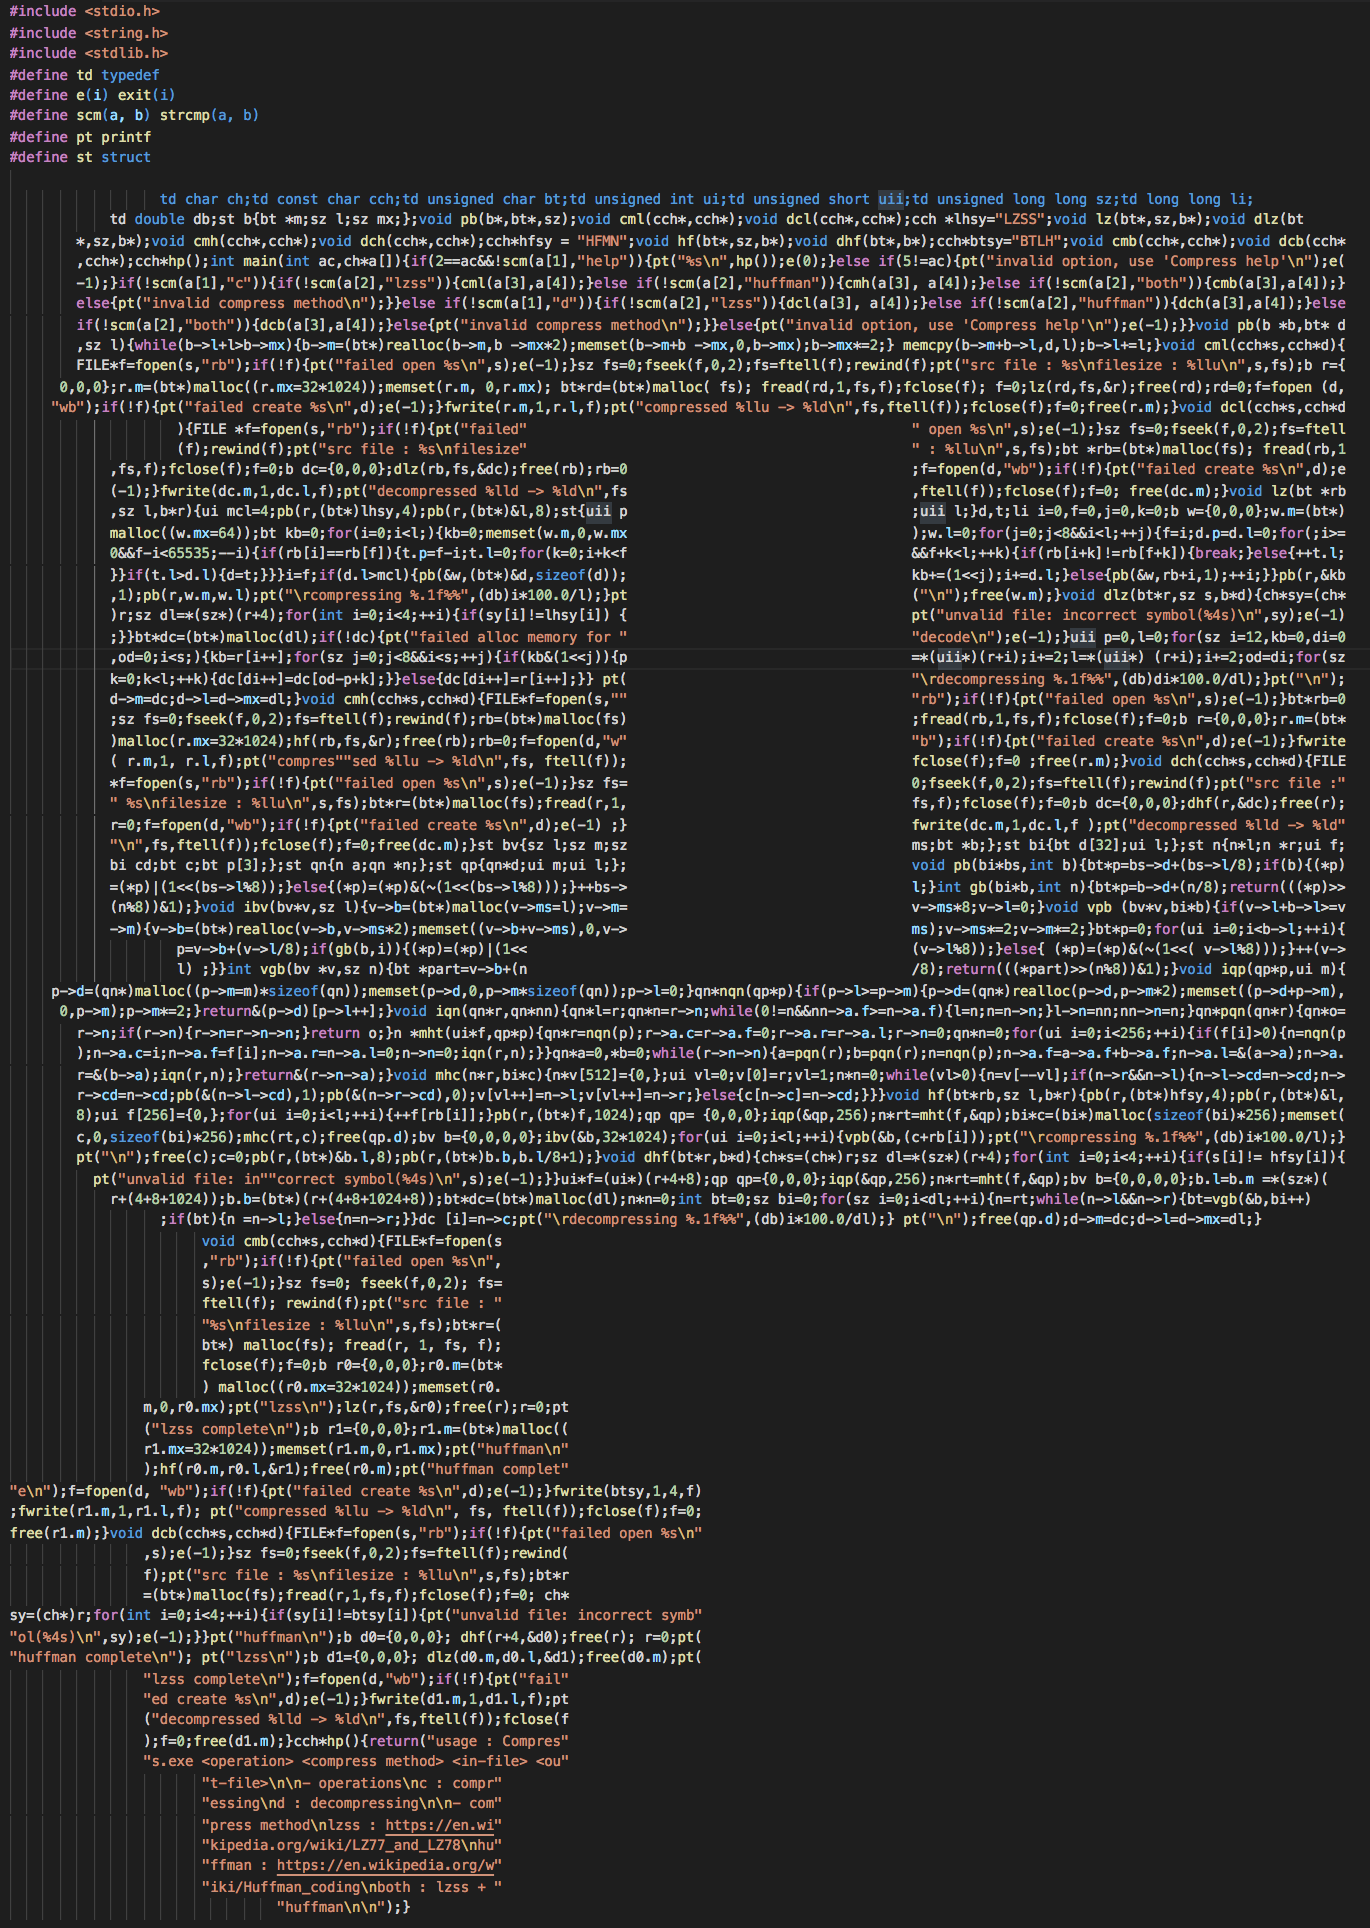 #include <stdio.h>
#include <string.h>
#include <stdlib.h>
#define td typedef
#define e(i) exit(i)
#define scm(a, b) strcmp(a, b)
#define pt printf
#define st struct
td char ch;td const char cch;td unsigned char bt;td unsigned int ui;td unsigned short uii;td unsigned long long sz;td long long li;
td double db;st b{bt *m;sz l;sz mx;};void pb(b*,bt*,sz);void cml(cch*,cch*);void dcl(cch*,cch*);cch *lhsy="LZSS";void lz(bt*,sz,b*);void dlz(bt
*,sz,b*);void cmh(cch*,cch*);void dch(cch*,cch*);cch*hfsy = "HFMN";void hf(bt*,sz,b*);void dhf(bt*,b*);cch*btsy="BTLH";void cmb(cch*,cch*);void dcb(cch*
,cch*);cch*hp();int main(int ac,ch*a[]){if(2==ac&&!scm(a[1],"help")){pt("%s\n",hp());e(0);}else if(5!=ac){pt("invalid option, use 'Compress help'\n");e(
-1);}if(!scm(a[1],"c")){if(!scm(a[2],"lzss")){cml(a[3],a[4]);}else if(!scm(a[2],"huffman")){cmh(a[3], a[4]);}else if(!scm(a[2],"both")){cmb(a[3],a[4]);}
else{pt("invalid compress method\n");}}else if(!scm(a[1],"d")){if(!scm(a[2],"lzss")){dcl(a[3], a[4]);}else if(!scm(a[2],"huffman")){dch(a[3],a[4]);}else
if(!scm(a[2],"both")){dcb(a[3],a[4]);}else{pt("invalid compress method\n");}}else{pt("invalid option, use 'Compress help'\n");e(-1);}}void pb(b *b,bt* d
,sz l){while(b->l+l>b->mx){b->m=(bt*)realloc(b->m,b ->mx*2);memset(b->m+b ->mx,0,b->mx);b->mx*=2;} memcpy(b->m+b->l,d,l);b->l+=l;}void cml(cch*s,cch*d){
FILE*f=fopen(s,"rb");if(!f){pt("failed open %s\n",s);e(-1);}sz fs=0;fseek(f,0,2);fs=ftell(f);rewind(f);pt("src file : %s\nfilesize : %llu\n",s,fs);b r={
0,0,0};r.m=(bt*)malloc((r.mx=32*1024));memset(r.m, 0,r.mx); bt*rd=(bt*)malloc( fs); fread(rd,1,fs,f);fclose(f); f=0;lz(rd,fs,&r);free(rd);rd=0;f=fopen (d,
"wb");if(!f){pt("failed create %s\n",d);e(-1);}fwrite(r.m,1,r.l,f);pt("compressed %llu -> %ld\n",fs,ftell(f));fclose(f);f=0;free(r.m);}void dcl(cch*s,cch*d
){FILE *f=fopen(s,"rb");if(!f){pt("failed" " open %s\n",s);e(-1);}sz fs=0;fseek(f,0,2);fs=ftell
(f);rewind(f);pt("src file : %s\nfilesize" " : %llu\n",s,fs);bt *rb=(bt*)malloc(fs); fread(rb,1
,fs,f);fclose(f);f=0;b dc={0,0,0};dlz(rb,fs,&dc);free(rb);rb=0 ;f=fopen(d,"wb");if(!f){pt("failed create %s\n",d);e
(-1);}fwrite(dc.m,1,dc.l,f);pt("decompressed %lld -> %ld\n",fs ,ftell(f));fclose(f);f=0; free(dc.m);}void lz(bt *rb
,sz l,b*r){ui mcl=4;pb(r,(bt*)lhsy,4);pb(r,(bt*)&l,8);st{uii p ;uii l;}d,t;li i=0,f=0,j=0,k=0;b w={0,0,0};w.m=(bt*)
malloc((w.mx=64));bt kb=0;for(i=0;i<l;){kb=0;memset(w.m,0,w.mx );w.l=0;for(j=0;j<8&&i<l;++j){f=i;d.p=d.l=0;for(;i>=
0&&f-i<65535;--i){if(rb[i]==rb[f]){t.p=f-i;t.l=0;for(k=0;i+k<f &&f+k<l;++k){if(rb[i+k]!=rb[f+k]){break;}else{++t.l;
}}if(t.l>d.l){d=t;}}}i=f;if(d.l>mcl){pb(&w,(bt*)&d,sizeof(d)); kb+=(1<<j);i+=d.l;}else{pb(&w,rb+i,1);++i;}}pb(r,&kb
,1);pb(r,w.m,w.l);pt("\rcompressing %.1f%%",(db)i*100.0/l);}pt ("\n");free(w.m);}void dlz(bt*r,sz s,b*d){ch*sy=(ch*
)r;sz dl=*(sz*)(r+4);for(int i=0;i<4;++i){if(sy[i]!=lhsy[i]) { pt("unvalid file: incorrect symbol(%4s)\n",sy);e(-1)
;}}bt*dc=(bt*)malloc(dl);if(!dc){pt("failed alloc memory for " "decode\n");e(-1);}uii p=0,l=0;for(sz i=12,kb=0,di=0
,od=0;i<s;){kb=r[i++];for(sz j=0;j<8&&i<s;++j){if(kb&(1<<j)){p =*(uii*)(r+i);i+=2;l=*(uii*) (r+i);i+=2;od=di;for(sz
k=0;k<l;++k){dc[di++]=dc[od-p+k];}}else{dc[di++]=r[i++];}} pt( "\rdecompressing %.1f%%",(db)di*100.0/dl);}pt("\n");
d->m=dc;d->l=d->mx=dl;}void cmh(cch*s,cch*d){FILE*f=fopen(s,"" "rb");if(!f){pt("failed open %s\n",s);e(-1);}bt*rb=0
;sz fs=0;fseek(f,0,2);fs=ftell(f);rewind(f);rb=(bt*)malloc(fs) ;fread(rb,1,fs,f);fclose(f);f=0;b r={0,0,0};r.m=(bt*
)malloc(r.mx=32*1024);hf(rb,fs,&r);free(rb);rb=0;f=fopen(d,"w" "b");if(!f){pt("failed create %s\n",d);e(-1);}fwrite
( r.m,1, r.l,f);pt("compres""sed %llu -> %ld\n",fs, ftell(f)); fclose(f);f=0 ;free(r.m);}void dch(cch*s,cch*d){FILE
*f=fopen(s,"rb");if(!f){pt("failed open %s\n",s);e(-1);}sz fs= 0;fseek(f,0,2);fs=ftell(f);rewind(f);pt("src file :"
" %s\nfilesize : %llu\n",s,fs);bt*r=(bt*)malloc(fs);fread(r,1, fs,f);fclose(f);f=0;b dc={0,0,0};dhf(r,&dc);free(r);
r=0;f=fopen(d,"wb");if(!f){pt("failed create %s\n",d);e(-1) ;} fwrite(dc.m,1,dc.l,f );pt("decompressed %lld -> %ld"
"\n",fs,ftell(f));fclose(f);f=0;free(dc.m);}st bv{sz l;sz m;sz ms;bt *b;};st bi{bt d[32];ui l;};st n{n*l;n *r;ui f;
bi cd;bt c;bt p[3];};st qn{n a;qn *n;};st qp{qn*d;ui m;ui l;}; void pb(bi*bs,int b){bt*p=bs->d+(bs->l/8);if(b){(*p)
=(*p)|(1<<(bs->l%8));}else{(*p)=(*p)&(~(1<<(bs->l%8)));}++bs-> l;}int gb(bi*b,int n){bt*p=b->d+(n/8);return(((*p)>>
(n%8))&1);}void ibv(bv*v,sz l){v->b=(bt*)malloc(v->ms=l);v->m= v->ms*8;v->l=0;}void vpb (bv*v,bi*b){if(v->l+b->l>=v
->m){v->b=(bt*)realloc(v->b,v->ms*2);memset((v->b+v->ms),0,v-> ms);v->ms*=2;v->m*=2;}bt*p=0;for(ui i=0;i<b->l;++i){
p=v->b+(v->l/8);if(gb(b,i)){(*p)=(*p)|(1<< (v->l%8));}else{ (*p)=(*p)&(~(1<<( v->l%8)));}++(v->
l) ;}}int vgb(bv *v,sz n){bt *part=v->b+(n /8);return(((*part)>>(n%8))&1);}void iqp(qp*p,ui m){
p->d=(qn*)malloc((p->m=m)*sizeof(qn));memset(p->d,0,p->m*sizeof(qn));p->l=0;}qn*nqn(qp*p){if(p->l>=p->m){p->d=(qn*)realloc(p->d,p->m*2);memset((p->d+p->m),
0,p->m);p->m*=2;}return&(p->d)[p->l++];}void iqn(qn*r,qn*nn){qn*l=r;qn*n=r->n;while(0!=n&&nn->a.f>=n->a.f){l=n;n=n->n;}l->n=nn;nn->n=n;}qn*pqn(qn*r){qn*o=
r->n;if(r->n){r->n=r->n->n;}return o;}n *mht(ui*f,qp*p){qn*r=nqn(p);r->a.c=r->a.f=0;r->a.r=r->a.l;r->n=0;qn*n=0;for(ui i=0;i<256;++i){if(f[i]>0){n=nqn(p
);n->a.c=i;n->a.f=f[i];n->a.r=n->a.l=0;n->n=0;iqn(r,n);}}qn*a=0,*b=0;while(r->n->n){a=pqn(r);b=pqn(r);n=nqn(p);n->a.f=a->a.f+b->a.f;n->a.l=&(a->a);n->a.
r=&(b->a);iqn(r,n);}return&(r->n->a);}void mhc(n*r,bi*c){n*v[512]={0,};ui vl=0;v[0]=r;vl=1;n*n=0;while(vl>0){n=v[--vl];if(n->r&&n->l){n->l->cd=n->cd;n->
r->cd=n->cd;pb(&(n->l->cd),1);pb(&(n->r->cd),0);v[vl++]=n->l;v[vl++]=n->r;}else{c[n->c]=n->cd;}}}void hf(bt*rb,sz l,b*r){pb(r,(bt*)hfsy,4);pb(r,(bt*)&l,
8);ui f[256]={0,};for(ui i=0;i<l;++i){++f[rb[i]];}pb(r,(bt*)f,1024);qp qp= {0,0,0};iqp(&qp,256);n*rt=mht(f,&qp);bi*c=(bi*)malloc(sizeof(bi)*256);memset(
c,0,sizeof(bi)*256);mhc(rt,c);free(qp.d);bv b={0,0,0,0};ibv(&b,32*1024);for(ui i=0;i<l;++i){vpb(&b,(c+rb[i]));pt("\rcompressing %.1f%%",(db)i*100.0/l);}
pt("\n");free(c);c=0;pb(r,(bt*)&b.l,8);pb(r,(bt*)b.b,b.l/8+1);}void dhf(bt*r,b*d){ch*s=(ch*)r;sz dl=*(sz*)(r+4);for(int i=0;i<4;++i){if(s[i]!= hfsy[i]){
pt("unvalid file: in""correct symbol(%4s)\n",s);e(-1);}}ui*f=(ui*)(r+4+8);qp qp={0,0,0};iqp(&qp,256);n*rt=mht(f,&qp);bv b={0,0,0,0};b.l=b.m =*(sz*)(
r+(4+8+1024));b.b=(bt*)(r+(4+8+1024+8));bt*dc=(bt*)malloc(dl);n*n=0;int bt=0;sz bi=0;for(sz i=0;i<dl;++i){n=rt;while(n->l&&n->r){bt=vgb(&b,bi++)
;if(bt){n =n->l;}else{n=n->r;}}dc [i]=n->c;pt("\rdecompressing %.1f%%",(db)i*100.0/dl);} pt("\n");free(qp.d);d->m=dc;d->l=d->mx=dl;}
void cmb(cch*s,cch*d){FILE*f=fopen(s
,"rb");if(!f){pt("failed open %s\n",
s);e(-1);}sz fs=0; fseek(f,0,2); fs=
ftell(f); rewind(f);pt("src file : "
"%s\nfilesize : %llu\n",s,fs);bt*r=(
bt*) malloc(fs); fread(r, 1, fs, f);
fclose(f);f=0;b r0={0,0,0};r0.m=(bt*
) malloc((r0.mx=32*1024));memset(r0.
m,0,r0.mx);pt("lzss\n");lz(r,fs,&r0);free(r);r=0;pt
("lzss complete\n");b r1={0,0,0};r1.m=(bt*)malloc((
r1.mx=32*1024));memset(r1.m,0,r1.mx);pt("huffman\n"
);hf(r0.m,r0.l,&r1);free(r0.m);pt("huffman complet"
"e\n");f=fopen(d, "wb");if(!f){pt("failed create %s\n",d);e(-1);}fwrite(btsy,1,4,f)
;fwrite(r1.m,1,r1.l,f); pt("compressed %llu -> %ld\n", fs, ftell(f));fclose(f);f=0;
free(r1.m);}void dcb(cch*s,cch*d){FILE*f=fopen(s,"rb");if(!f){pt("failed open %s\n"
,s);e(-1);}sz fs=0;fseek(f,0,2);fs=ftell(f);rewind(
f);pt("src file : %s\nfilesize : %llu\n",s,fs);bt*r
=(bt*)malloc(fs);fread(r,1,fs,f);fclose(f);f=0; ch*
sy=(ch*)r;for(int i=0;i<4;++i){if(sy[i]!=btsy[i]){pt("unvalid file: incorrect symb"
"ol(%4s)\n",sy);e(-1);}}pt("huffman\n");b d0={0,0,0}; dhf(r+4,&d0);free(r); r=0;pt(
"huffman complete\n"); pt("lzss\n");b d1={0,0,0}; dlz(d0.m,d0.l,&d1);free(d0.m);pt(
"lzss complete\n");f=fopen(d,"wb");if(!f){pt("fail"
"ed create %s\n",d);e(-1);}fwrite(d1.m,1,d1.l,f);pt
("decompressed %lld -> %ld\n",fs,ftell(f));fclose(f
);f=0;free(d1.m);}cch*hp(){return("usage : Compres"
"s.exe <operation> <compress method> <in-file> <ou"
"t-file>\n\n- operations\nc : compr"
"essing\nd : decompressing\n\n- com"
"press method\nlzss : https://en.wi"
"kipedia.org/wiki/LZ77_and_LZ78\nhu"
"ffman : https://en.wikipedia.org/w"
"iki/Huffman_coding\nboth : lzss + "
"huffman\n\n");}